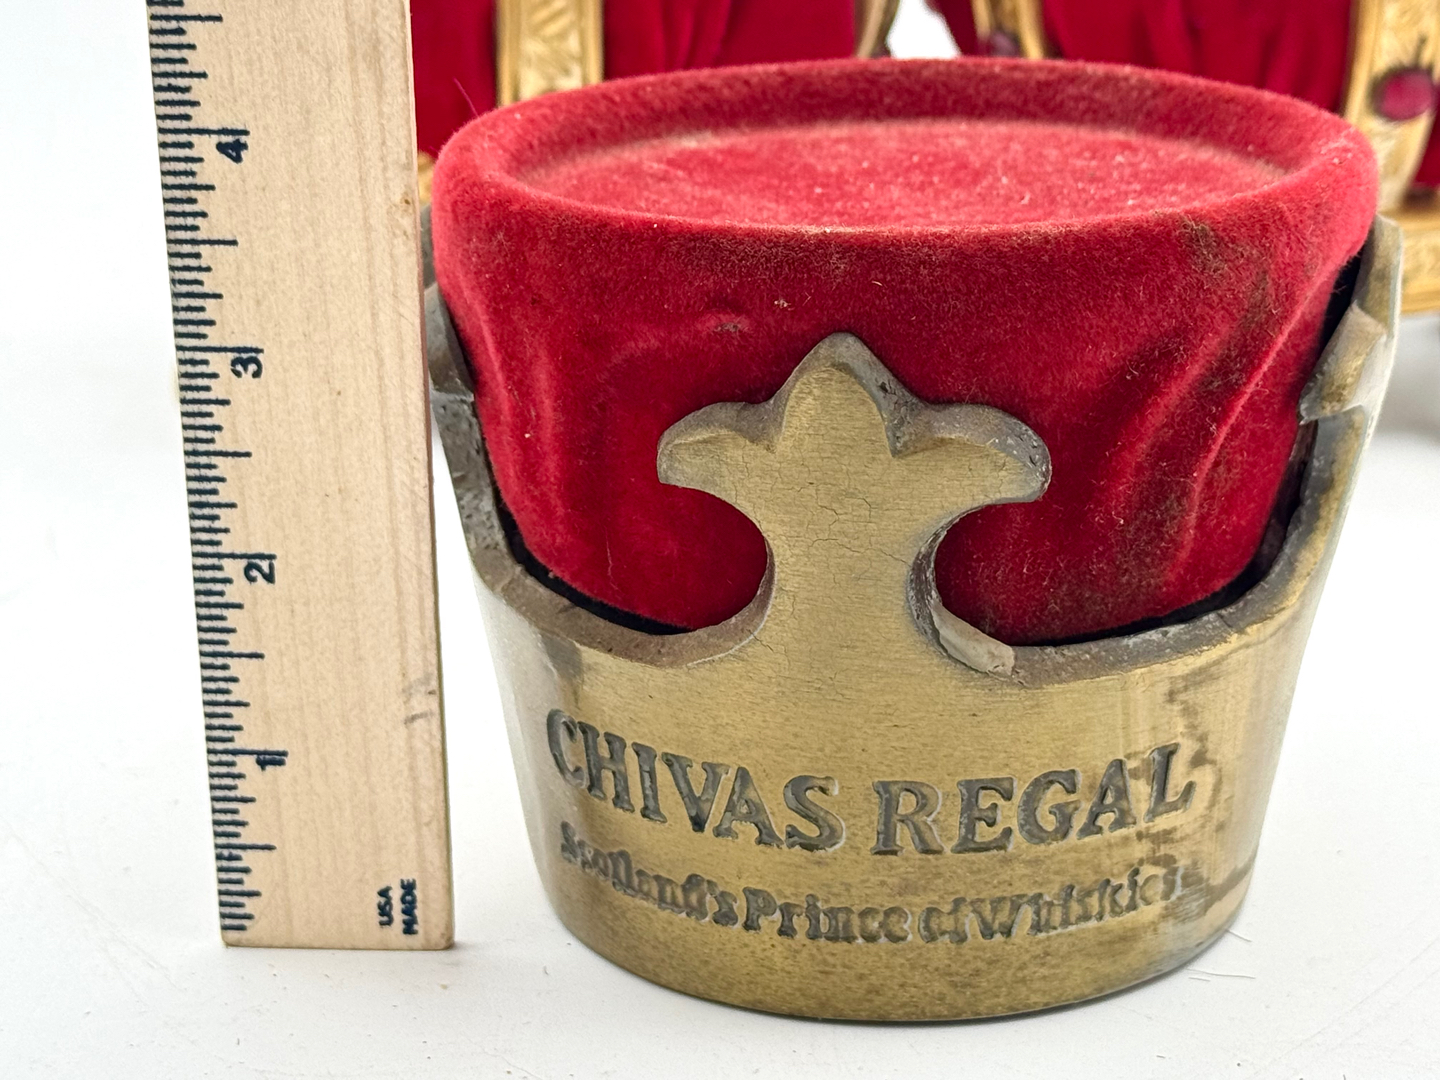 4
3
2
1
USA
MADE
CHIVAS REGAL
Scotland's Prince of Whiskies